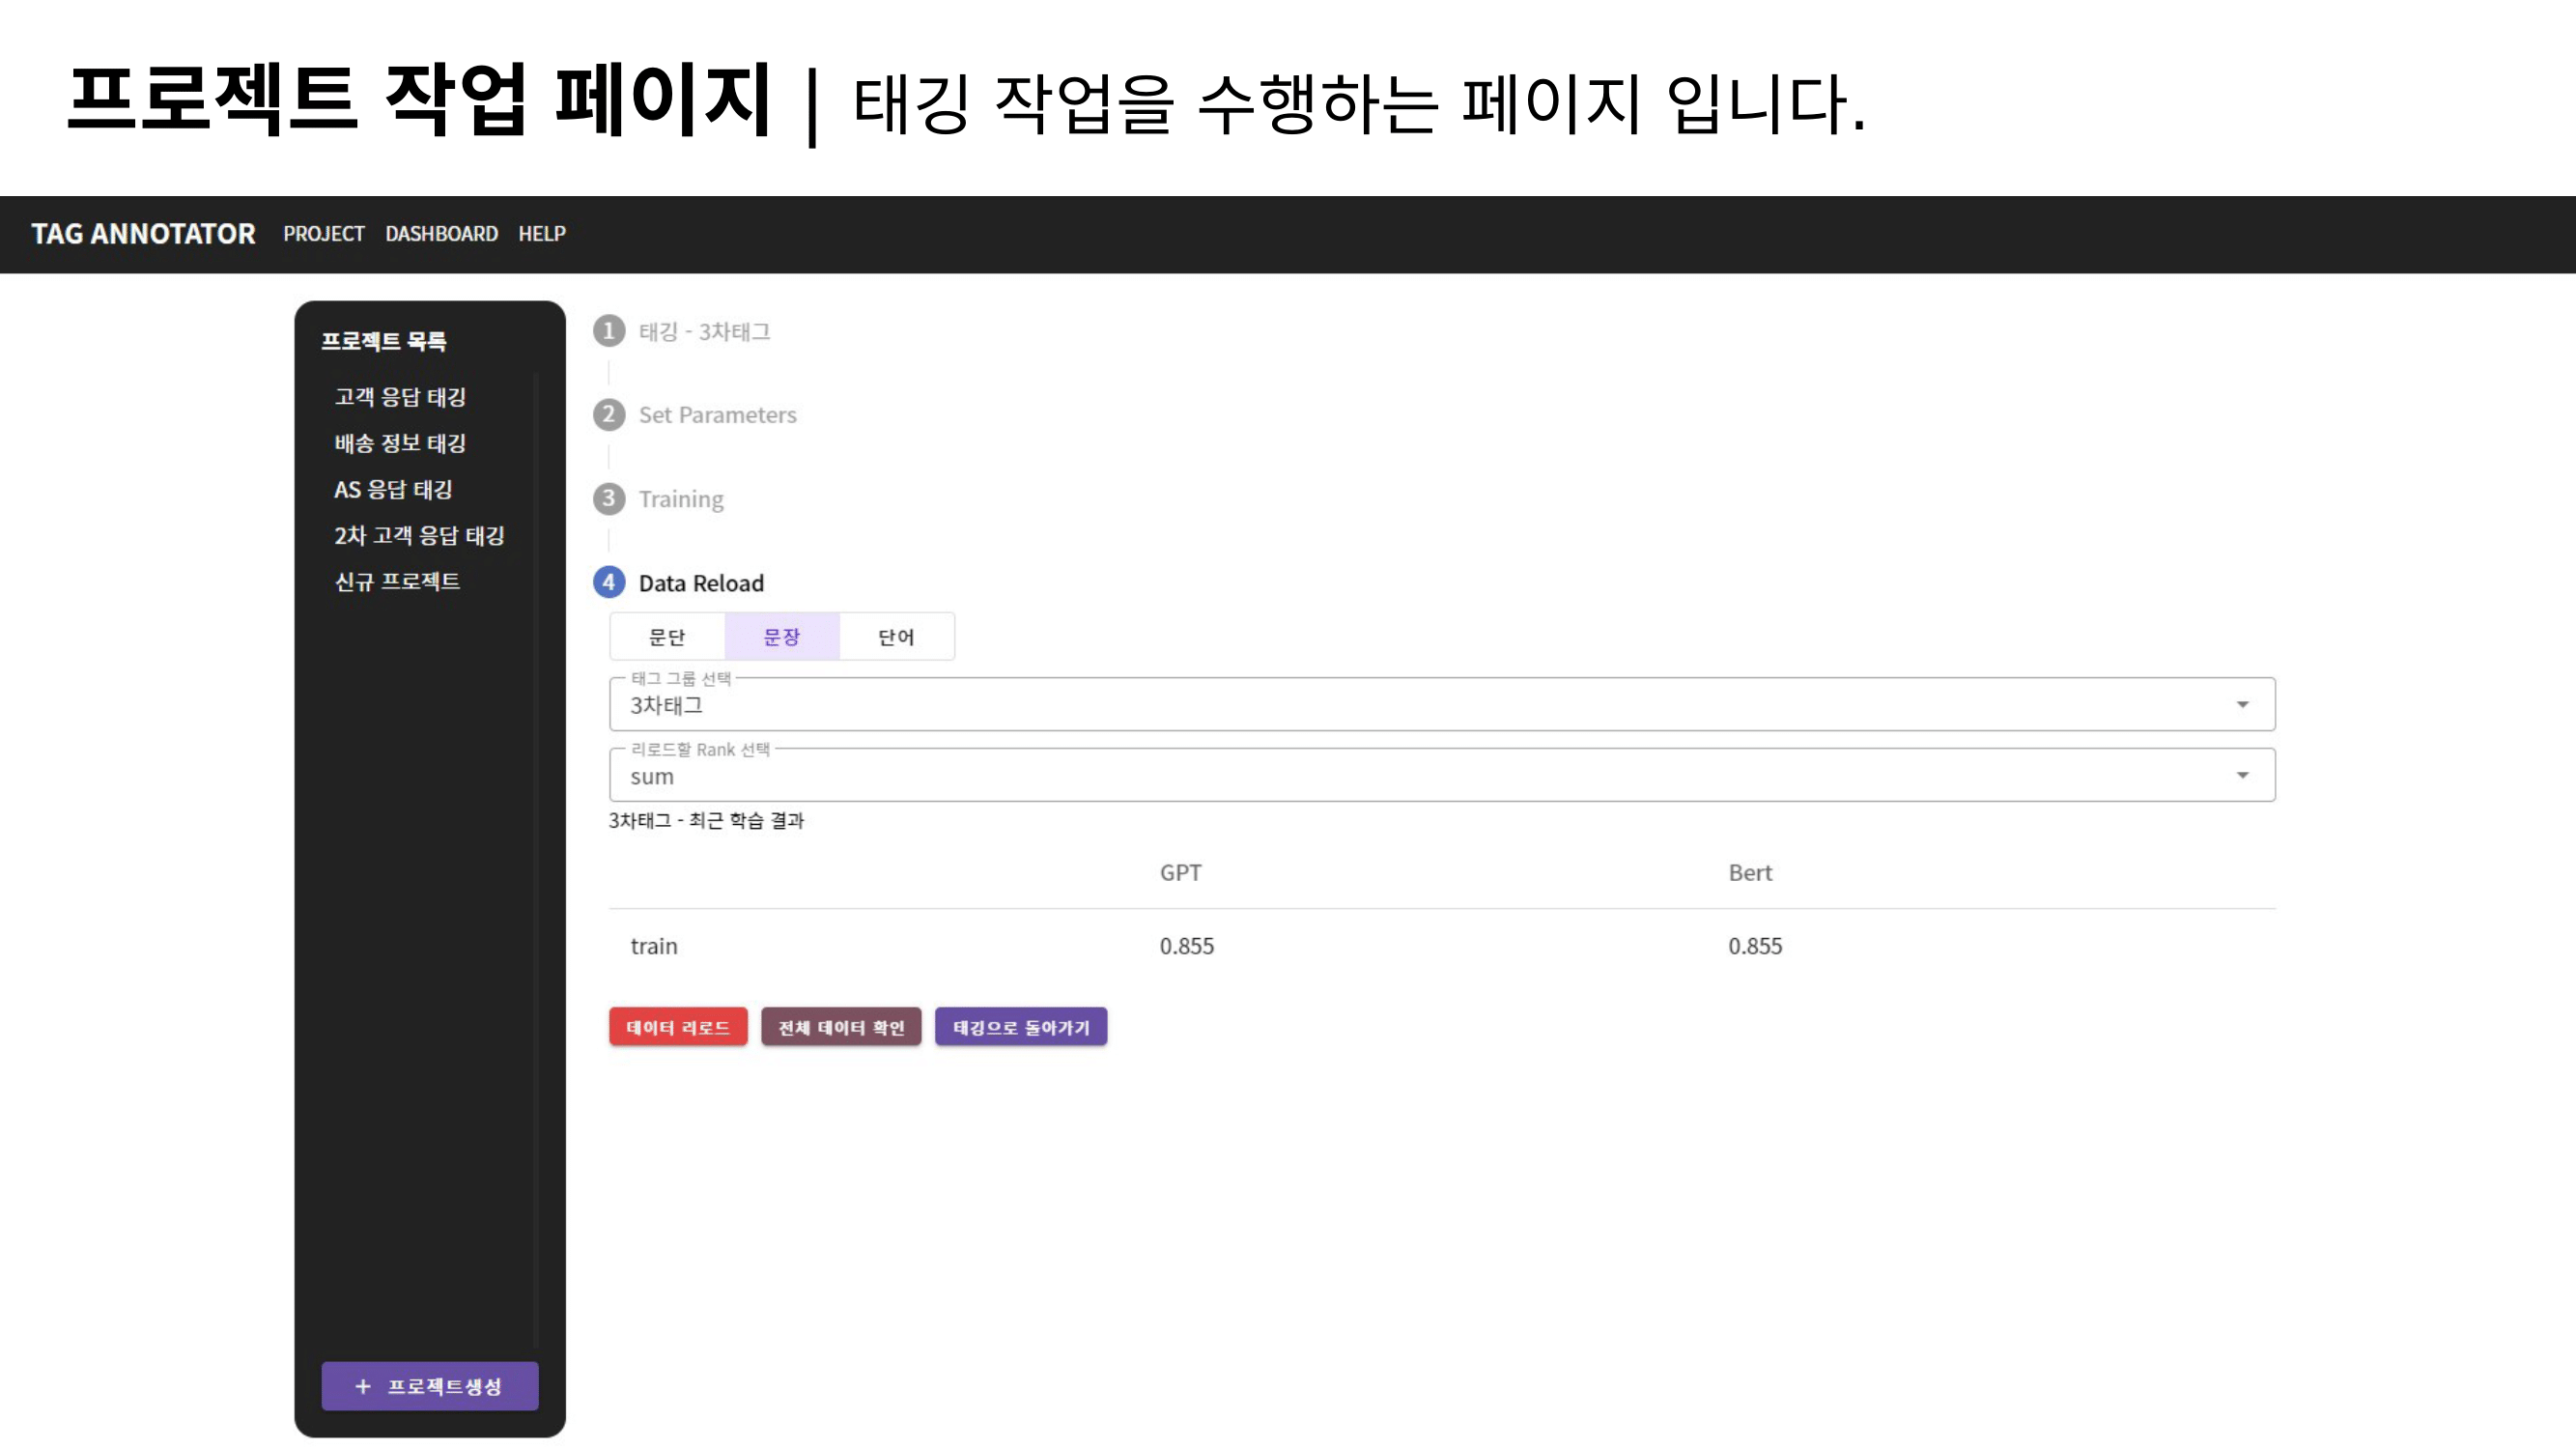 프로젝트 작업 페이지 | 태깅 작업을 수행하는 페이지 입니다.
TAG ANNOTATOR PROJECT DASHBOARD HELP
프로젝트 목록
고객 응답 태깅
배송 정보 태깅
AS 응답 태깅
2차 고객 응답 태깅
신규 프로젝트
+ 프로젝트생성
1 태깅 - 3차태그
2 Set Parameters
3 Training
4 Data Reload
문단 문장 단어
태그 그룹 선택
3차태그
리로드할 Rank 선택
sum
3차태그 - 최근 학습 결과
GPT Bert
train 0.855 0.855
데이터 리로드 전체 데이터 확인 태깅으로 돌아가기